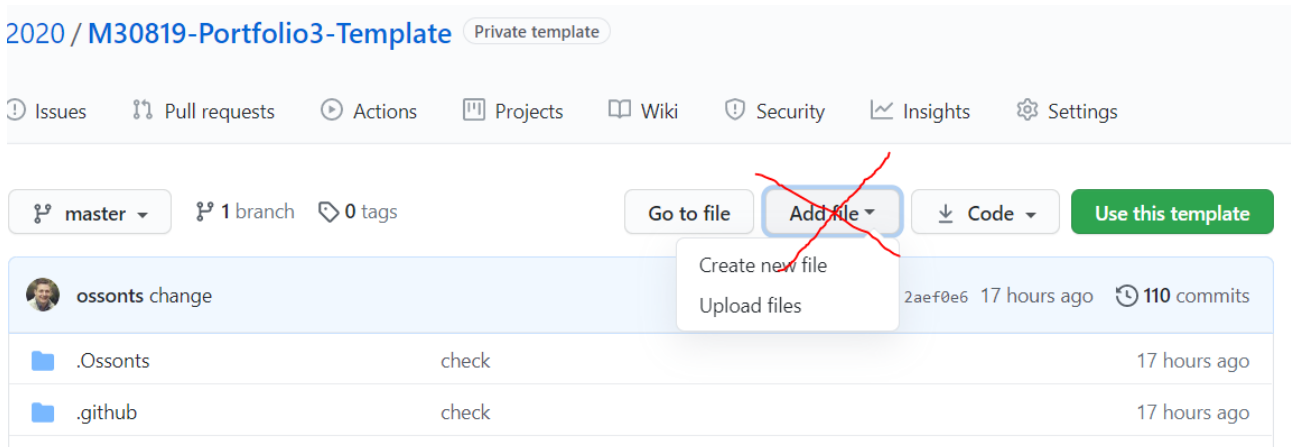 2020 / M30819-Portfolio3-Template Private template
Issues Pull requests Actions Projects Wiki Security Insights Settings
master 1 branch 0 tags Go to file Add file Code Use this template
Create new file
Upload files
ossonts change 2aef0e6 17 hours ago 110 commits
.Ossonts check 17 hours ago
.github check 17 hours ago